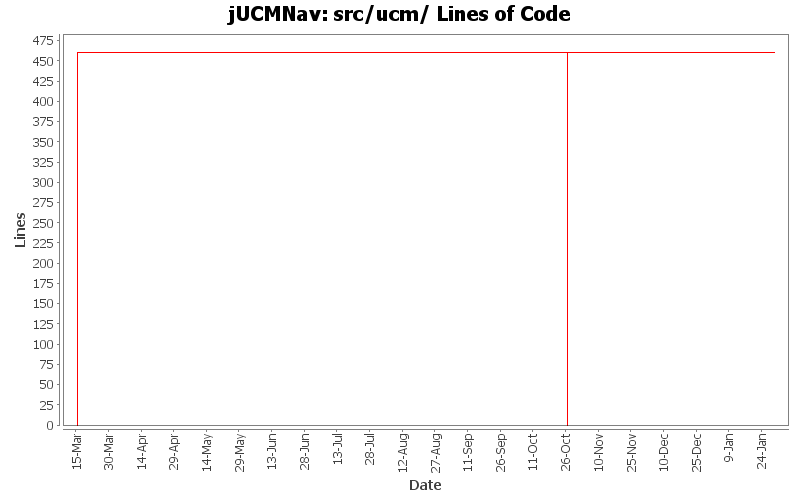 jUCMNav: src/ucm/ Lines of Code
475
450
425
400
375
350
325
300
275
250
225
200
175
150
125
100
75
50
25
0
Lines
15-Mar
30-Mar
14-Apr
29-Apr
14-May
29-May
13-Jun
28-Jun
13-Jul
28-Jul
12-Aug
27-Aug
11-Sep
26-Sep
11-Oct
26-Oct
10-Nov
25-Nov
10-Dec
25-Dec
9-Jan
24-Jan
Date